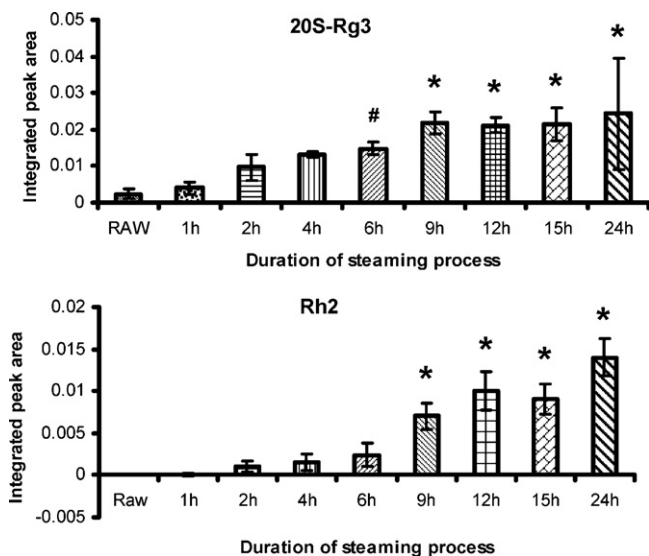 20S-Rg3
Integrated peak area
0.05
0.04
0.03
0.02
0.01
0
# * * * *
RAW 1h 2h 4h 6h 9h 12h 15h 24h
Duration of steaming process
Rh2
Integrated peak area
0.02
0.015
0.01
0.005
0
-0.005
* * * *
Raw 1h 2h 4h 6h 9h 12h 15h 24h
Duration of steaming process